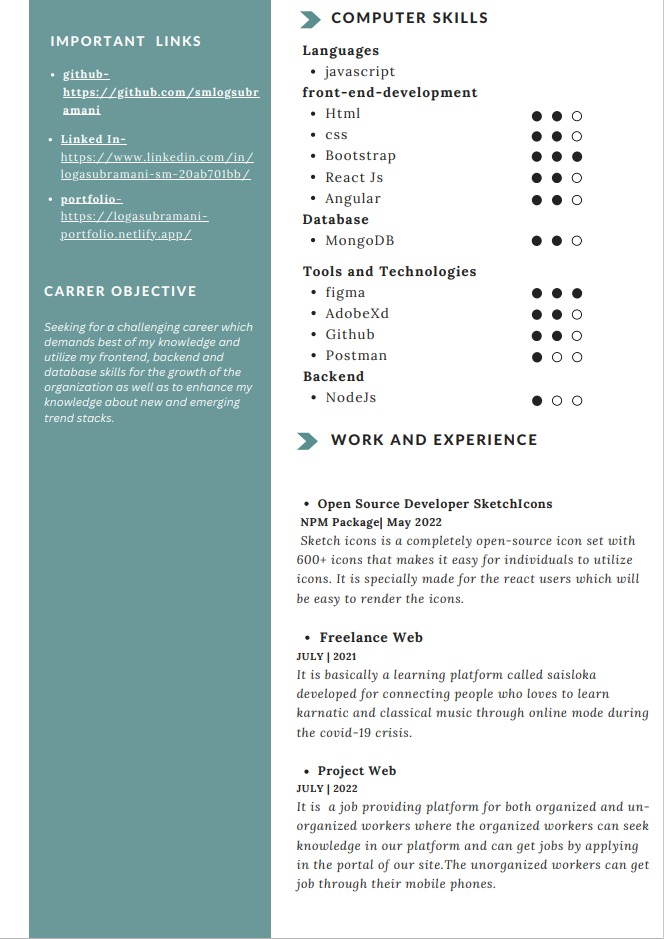 IMPORTANT LINKS
• github-
https://github.com/smlogsubr
amani
• Linked In-
https://www.linkedin.com/in/
logasubramani-sm-20ab701bb/
• portfolio-
https://logasubramani-
portfolio.netlify.app/
CARRER OBJECTIVE
Seeking for a challenging career which
demands best of my knowledge and
utilize my frontend, backend and
database skills for the growth of the
organization as well as to enhance my
knowledge about new and emerging
trend stacks.
COMPUTER SKILLS
Languages
• javascript
front-end-development
• Html
• css
• Bootstrap
• React Js
• Angular
Database
• MongoDB
Tools and Technologies
• figma
• AdobeXd
• Github
• Postman
Backend
• NodeJs
WORK AND EXPERIENCE
• Open Source Developer SketchIcons
NPM Package| May 2022
Sketch icons is a completely open-source icon set with
600+ icons that makes it easy for individuals to utilize
icons. It is specially made for the react users which will
be easy to render the icons.
• Freelance Web
JULY | 2021
It is basically a learning platform called saisloka
developed for connecting people who loves to learn
karnatic and classical music through online mode during
the covid-19 crisis.
• Project Web
JULY | 2022
It is a job providing platform for both organized and un-
organized workers where the organized workers can seek
knowledge in our platform and can get jobs by applying
in the portal of our site.The unorganized workers can get
job through their mobile phones.